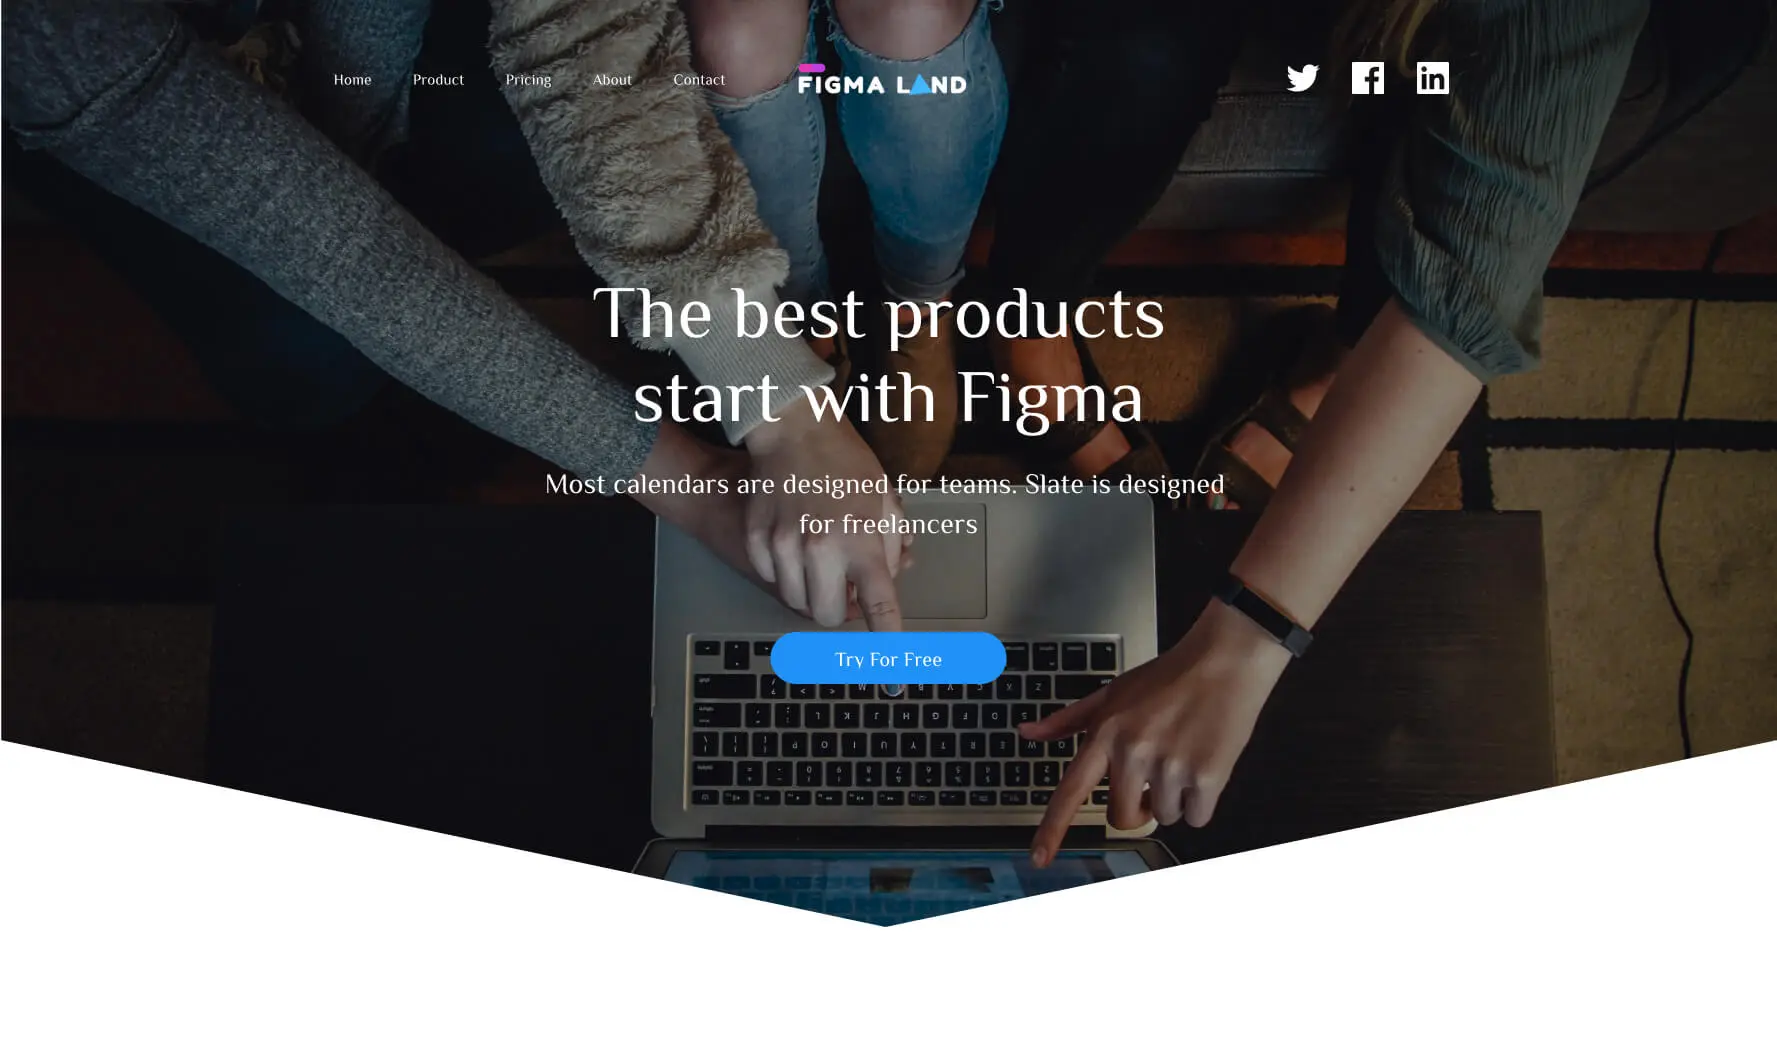 Home Product Pricing About Contact FIGMA LAND
The best products
start with Figma
Most calendars are designed for teams. Slate is designed
for freelancers
Try For Free